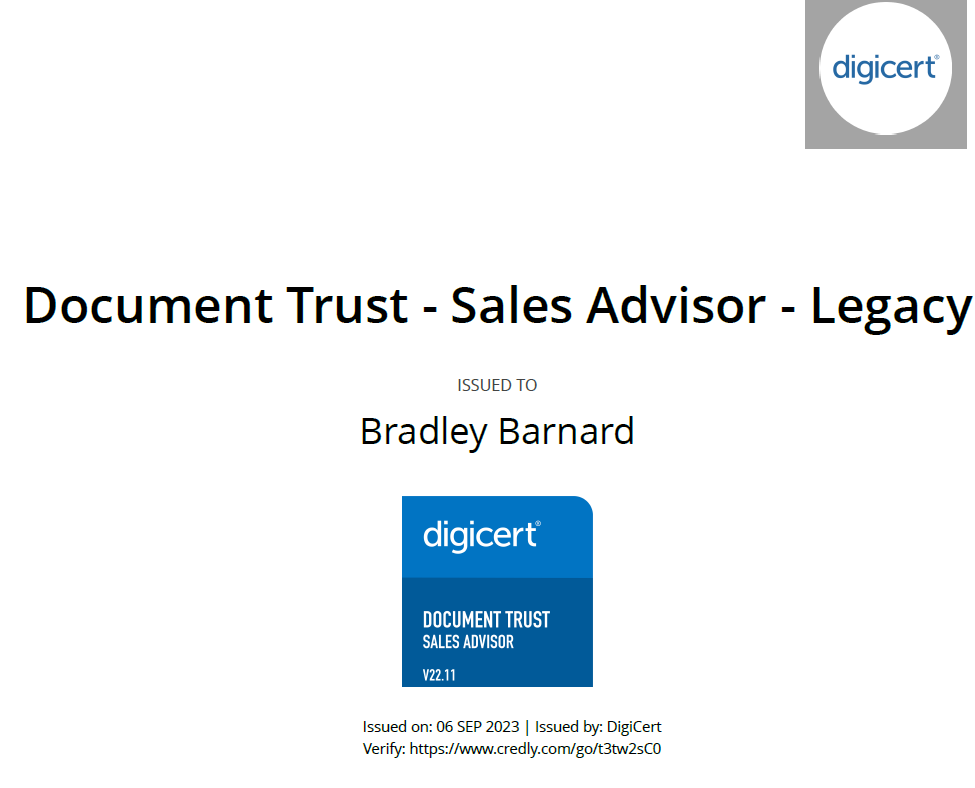 digicert®
Document Trust - Sales Advisor - Legacy
ISSUED TO
Bradley Barnard
digicert®
DOCUMENT TRUST
SALES ADVISOR
V22.11
Issued on: 06 SEP 2023 | Issued by: DigiCert
Verify: https://www.credly.com/go/t3tw2sC0